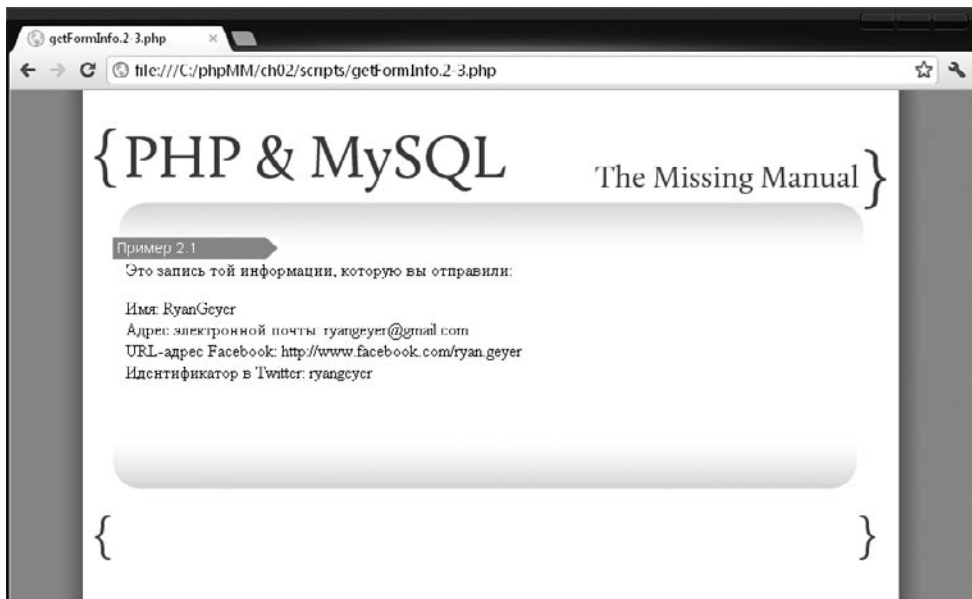 getFormInfo.2-3.php
file:///C:/phpMM/ch02/scripts/getFormInfo.2-3.php
{ PHP & MySQL
The Missing Manual }
Пример 2.1
Это запись той информации, которую вы отправили:
Имя: RyanGeyer
Адрес электронной почты: ryangeyer@gmail.com
URL-адрес Facebook: http://www.facebook.com/ryan.geyer
Идентификатор в Twitter: ryangeyer
{ }